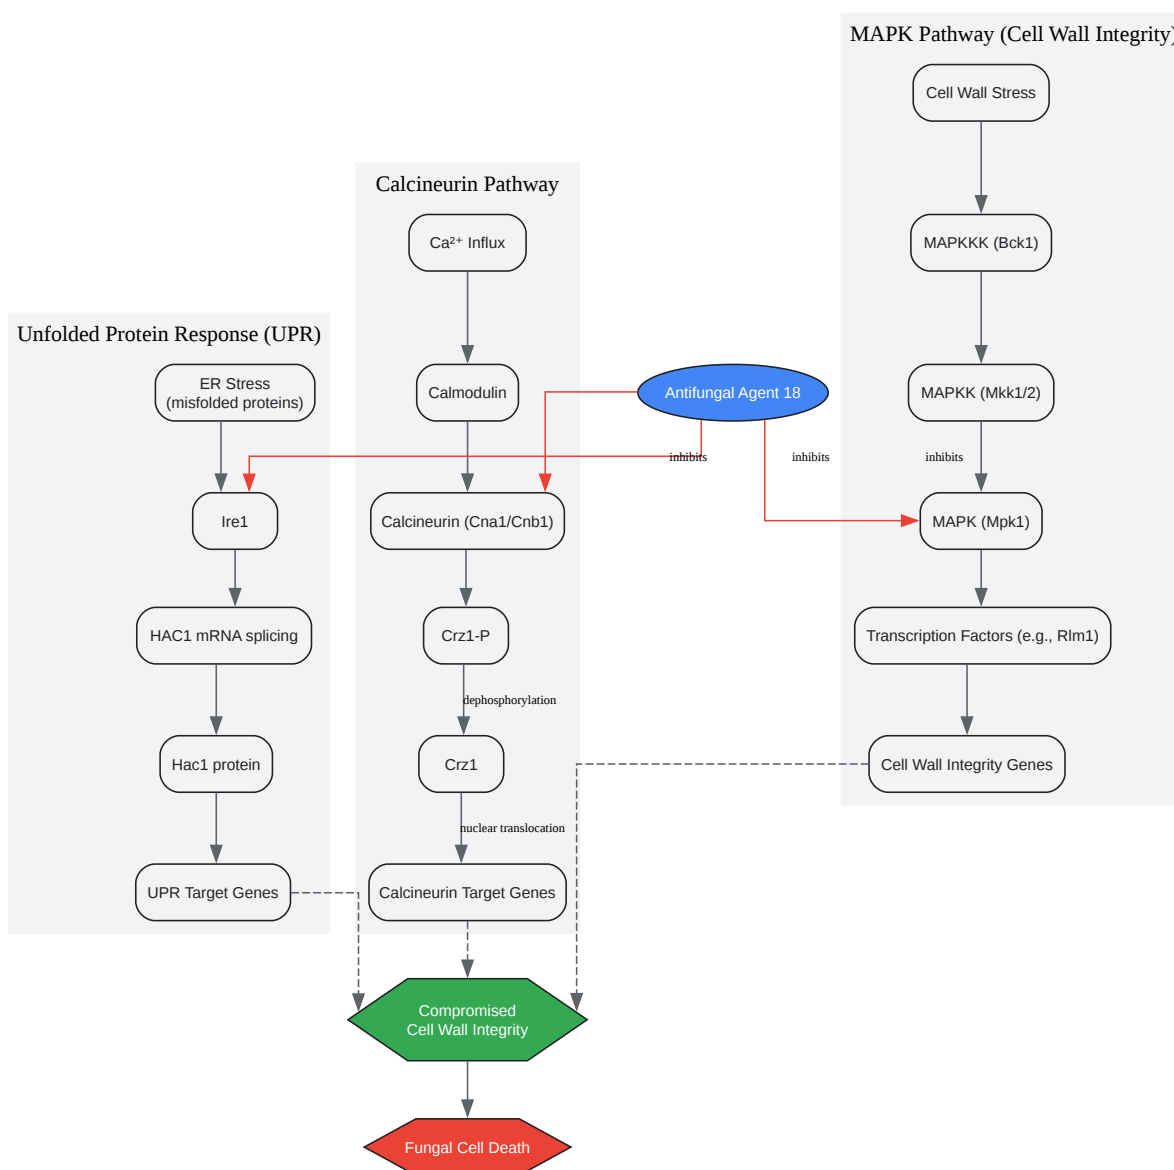 MAPK Pathway (Cell Wall Integrity)
Cell Wall Stress
MAPKKK (Bck1)
MAPKK (Mkk1/2)
inhibits
MAPK (Mpk1)
Transcription Factors (e.g., Rlm1)
Cell Wall Integrity Genes
Calcineurin Pathway
Ca²⁺ Influx
Calmodulin
Calcineurin (Cna1/Cnb1)
Crz1-P
dephosphorylation
Crz1
nuclear translocation
Calcineurin Target Genes
Unfolded Protein Response (UPR)
ER Stress
(misfolded proteins)
Ire1
HAC1 mRNA splicing
Hac1 protein
UPR Target Genes
Antifungal Agent 18
inhibits
inhibits
Compromised
Cell Wall Integrity
Fungal Cell Death